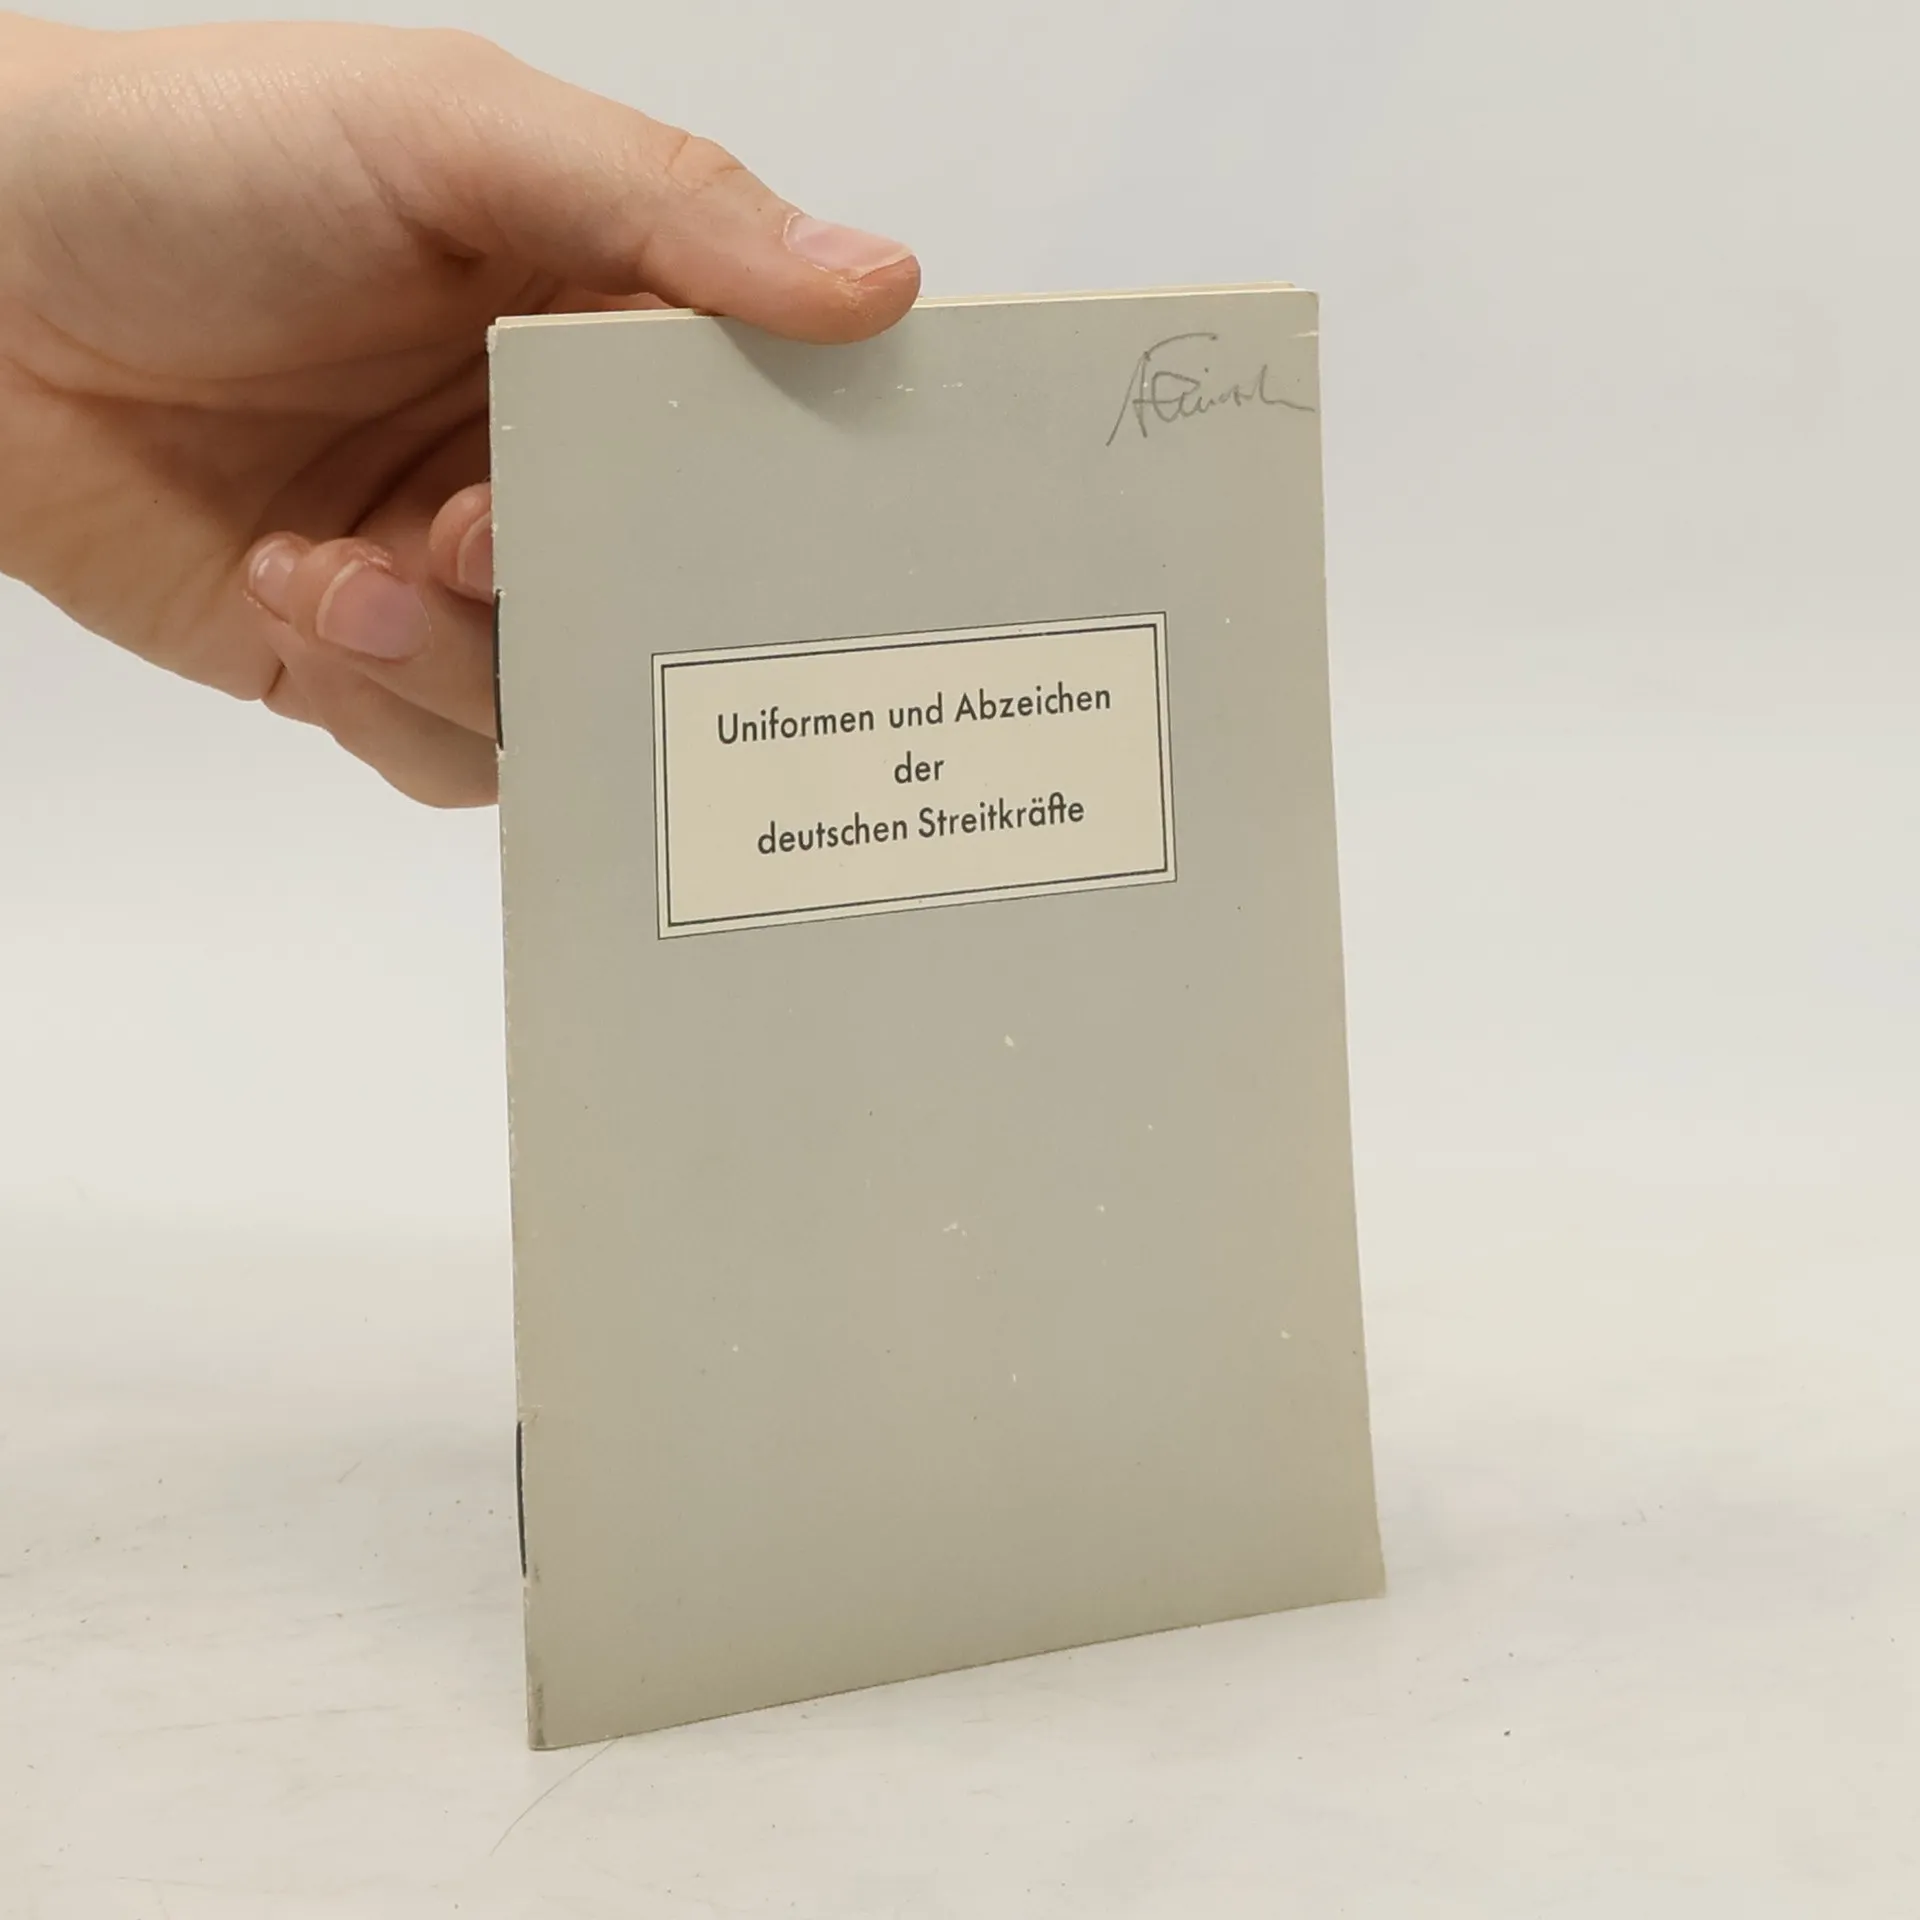 Uniformen und Abzeichen
der
deutschen Streitkräfte